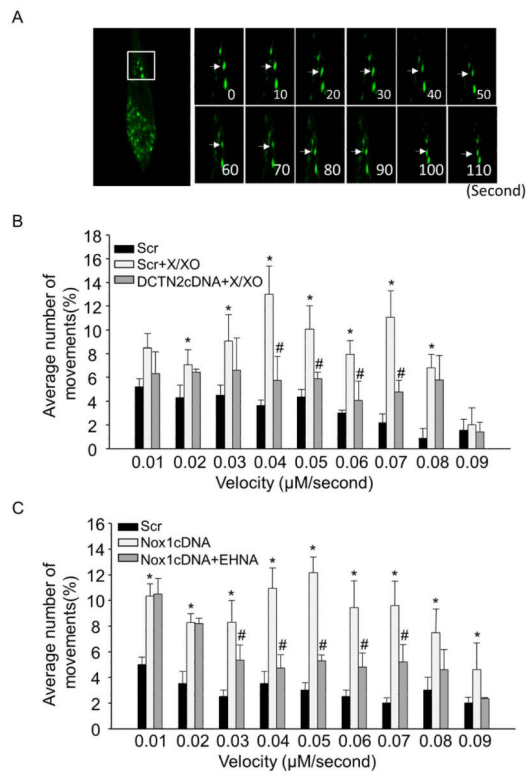 A
0 10 20 30 40 50
60 70 80 90 100 110
(Second)
B
Average number of
movements(%)
18
16
14
12
10
8
6
4
2
0
Scr
Scr+X/XO
DCTN2cDNA+X/XO
* * * * * * *
# # # #
0.01 0.02 0.03 0.04 0.05 0.06 0.07 0.08 0.09
Velocity (µM/second)
C
Average number of
movements(%)
16
14
12
10
8
6
4
2
0
Scr
Nox1cDNA
Nox1cDNA+EHNA
* * * * * * * * *
# # # # #
0.01 0.02 0.03 0.04 0.05 0.06 0.07 0.08 0.09
Velocity (µM/second)